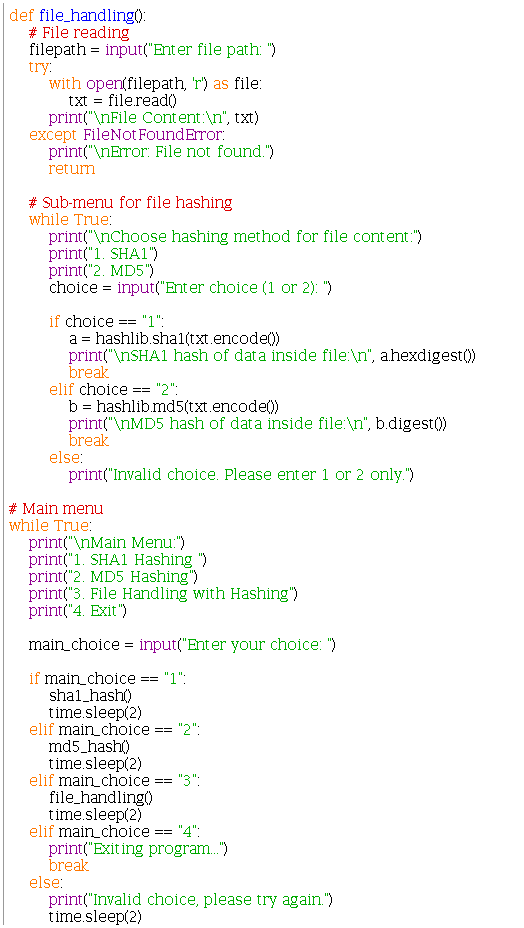 def file_handling():
    # File reading
    filepath = input("Enter file path: ")
    try:
        with open(filepath, 'r') as file:
            txt = file.read()
        print("\nFile Content:\n", txt)
    except FileNotFoundError:
        print("\nError: File not found.")
        return

    # Sub-menu for file hashing
    while True:
        print("\nChoose hashing method for file content:")
        print("1. SHA1")
        print("2. MD5")
        choice = input("Enter choice (1 or 2): ")

        if choice == "1":
            a = hashlib.sha1(txt.encode())
            print("\nSHA1 hash of data inside file:\n", a.hexdigest())
            break
        elif choice == "2":
            b = hashlib.md5(txt.encode())
            print("\nMD5 hash of data inside file:\n", b.digest())
            break
        else:
            print("Invalid choice. Please enter 1 or 2 only.")

# Main menu
while True:
    print("\nMain Menu:")
    print("1. SHA1 Hashing ")
    print("2. MD5 Hashing")
    print("3. File Handling with Hashing")
    print("4. Exit")

    main_choice = input("Enter your choice: ")

    if main_choice == "1":
        sha1_hash()
        time.sleep(2)
    elif main_choice == "2":
        md5_hash()
        time.sleep(2)
    elif main_choice == "3":
        file_handling()
        time.sleep(2)
    elif main_choice == "4":
        print("Exiting program...")
        break
    else:
        print("Invalid choice, please try again.")
        time.sleep(2)